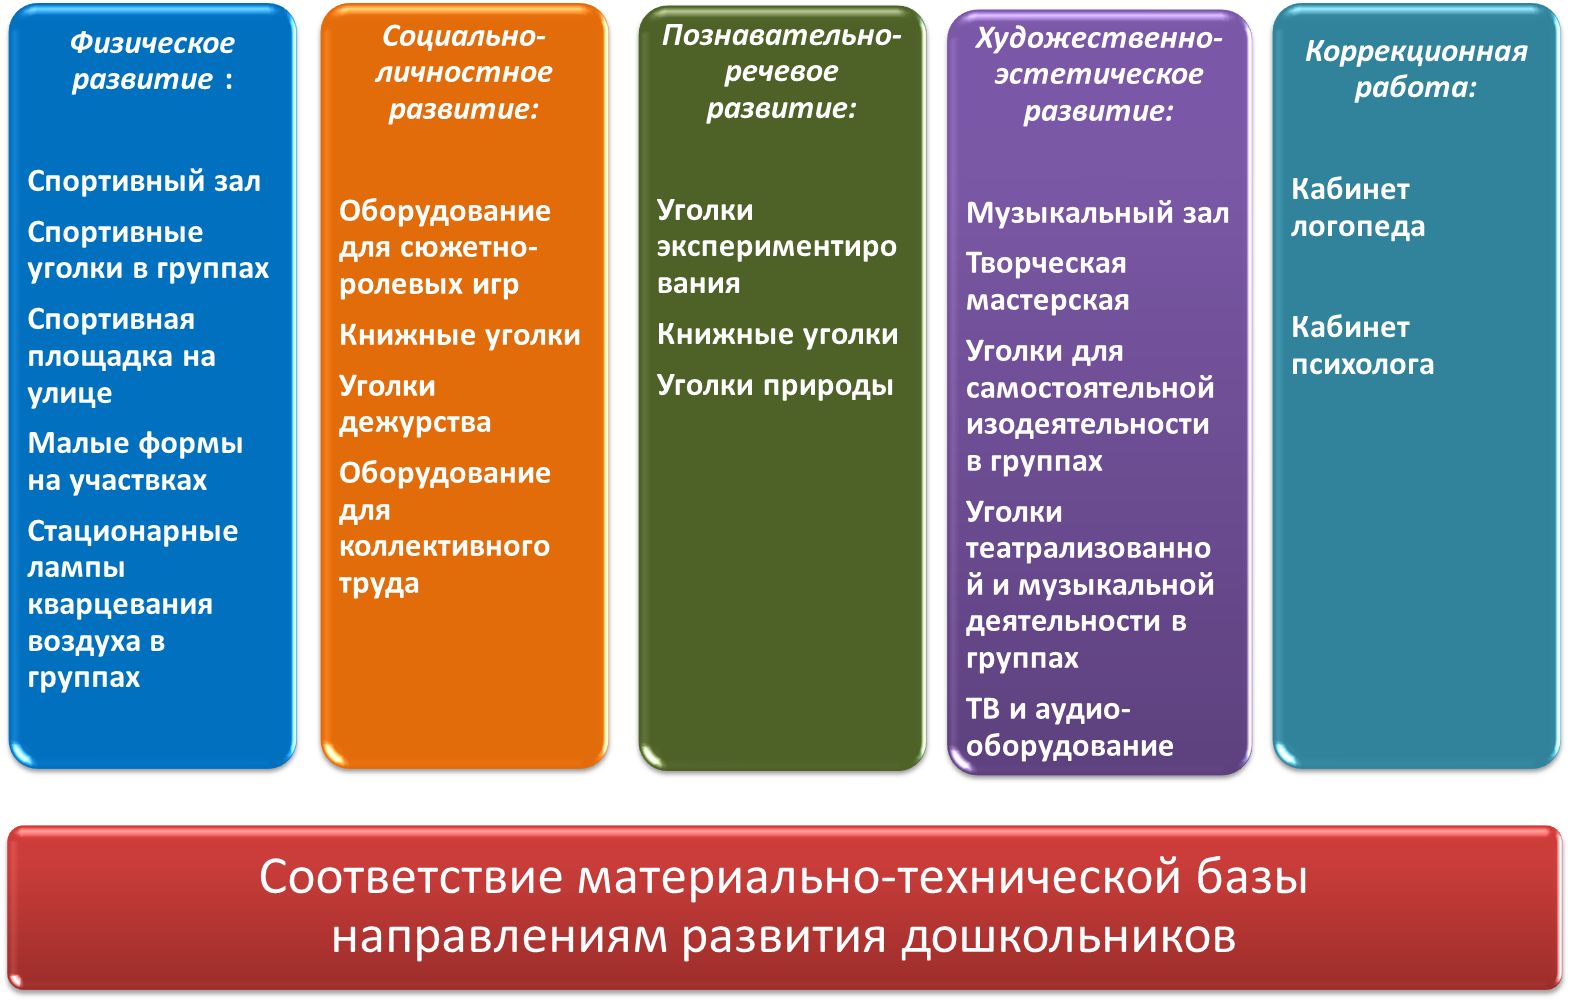 Физическое
развитие :
Спортивный зал
Спортивные
уголки в группах
Спортивная
площадка на
улице
Малые формы
на участвках
Стационарные
лампы
кварцевания
воздуха в
группах
Социально-
личностное
развитие:
Оборудование
для сюжетно-
ролевых игр
Книжные уголки
Уголки
дежурства
Оборудование
для
коллективного
труда
Познавательно-
речевое
развитие:
Уголки
экспериментиро
вания
Книжные уголки
Уголки природы
Художественно-
эстетическое
развитие:
Музыкальный зал
Творческая
мастерская
Уголки для
самостоятельной
изодеятельности
в группах
Уголки
театрализованно
й и музыкальной
деятельности в
группах
ТВ и аудио-
оборудование
Коррекционная
работа:
Кабинет
логопеда
Кабинет
психолога
Соответствие материально-технической базы
направлениям развития дошкольников